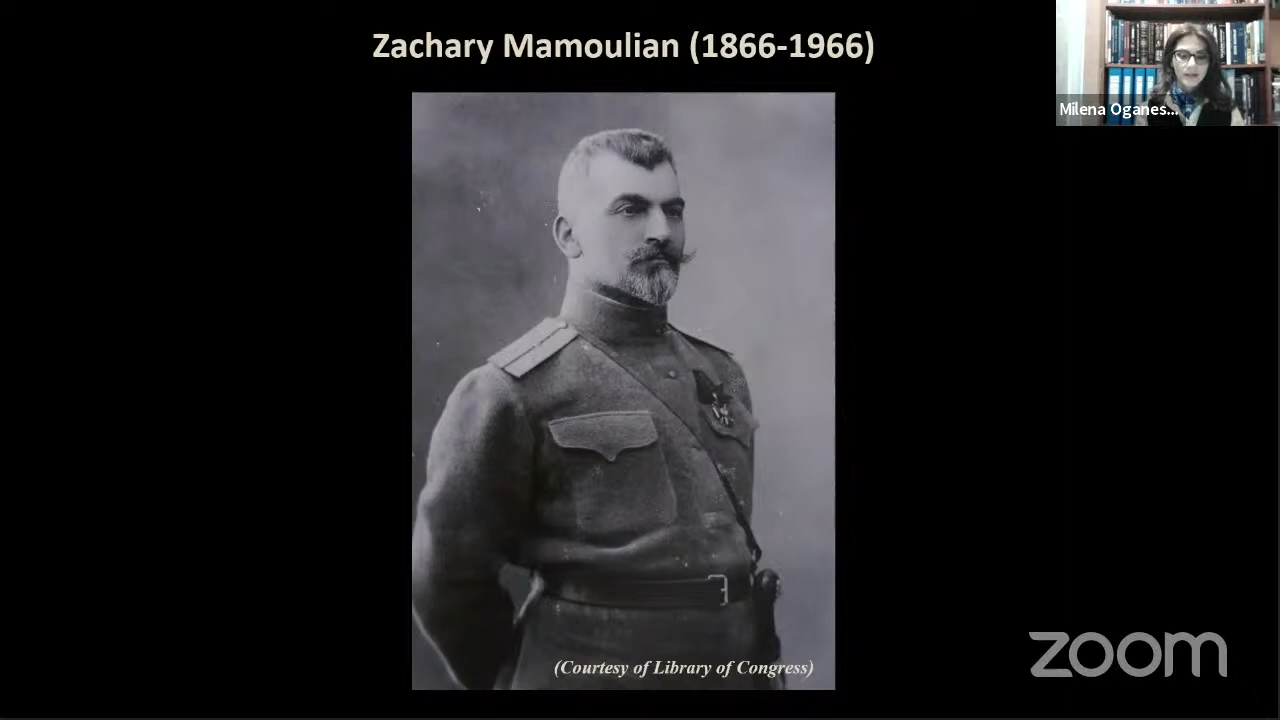 Zachary Mamoulian (1866-1966)
Milena Oganes...
(Courtesy of Library of Congress)
zoom